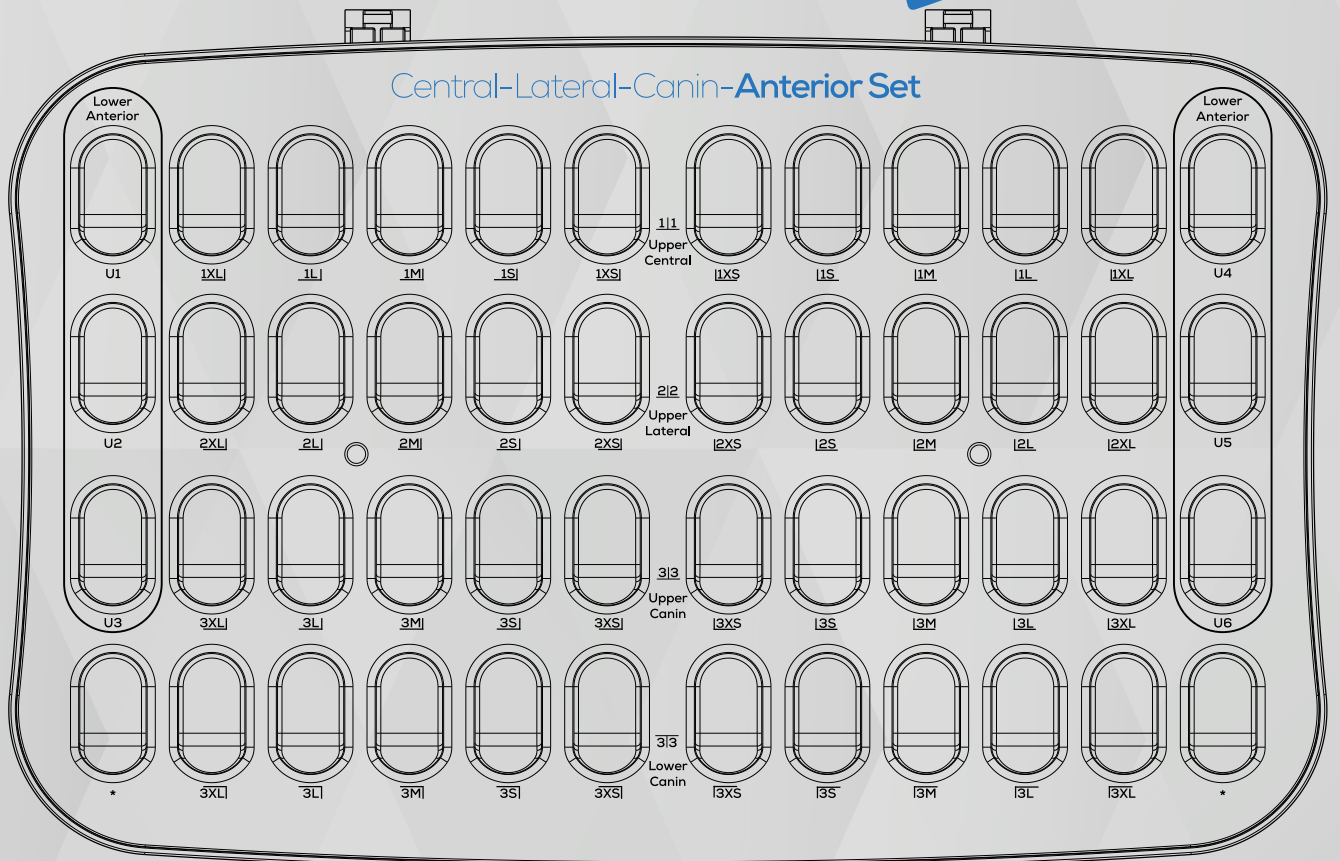 Central-Lateral-Canin-Anterior Set
Lower
Anterior
Lower
Anterior
1|1
Upper
Central
U1 1XL| 1L| 1M| 1S| 1XS| |1XS |1S |1M |1L |1XL U4
2|2
Upper
Lateral
U2 2XL| 2L| 2M| 2S| 2XS| |2XS |2S |2M |2L |2XL U5
3|3
Upper
Canin
U3 3XL| 3L| 3M| 3S| 3XS| |3XS |3S |3M |3L |3XL U6
3|3
Lower
Canin
* 3XL| 3L| 3M| 3S| 3XS| |3XS |3S |3M |3L |3XL *